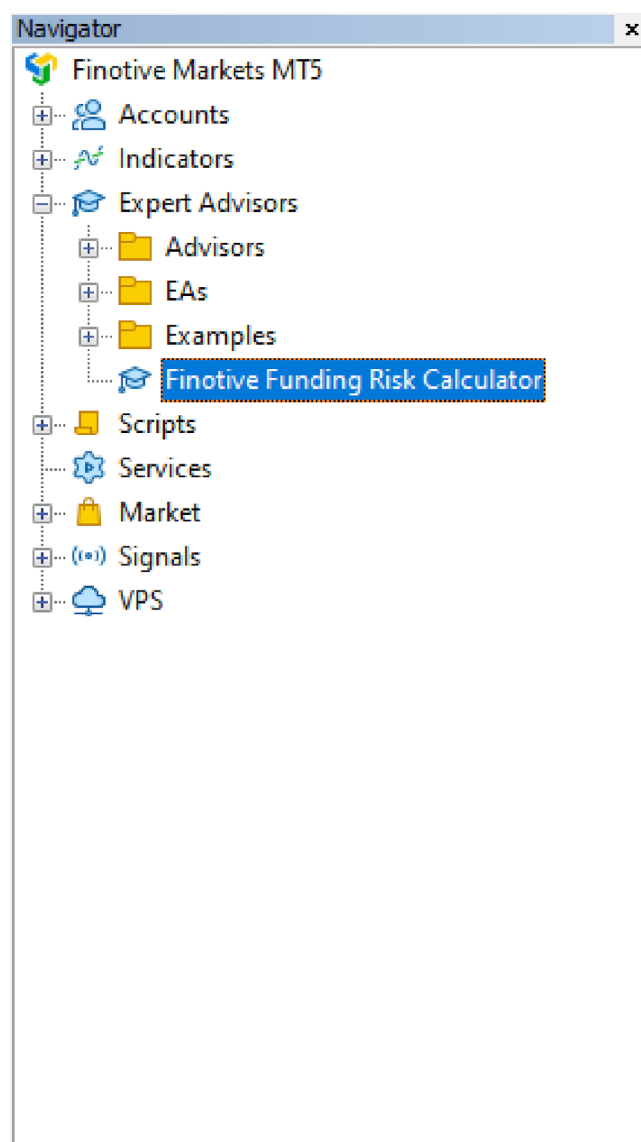 Navigator
Finotive Markets MT5
Accounts
Indicators
Expert Advisors
Advisors
EAs
Examples
Finotive Funding Risk Calculator
Scripts
Services
Market
Signals
VPS